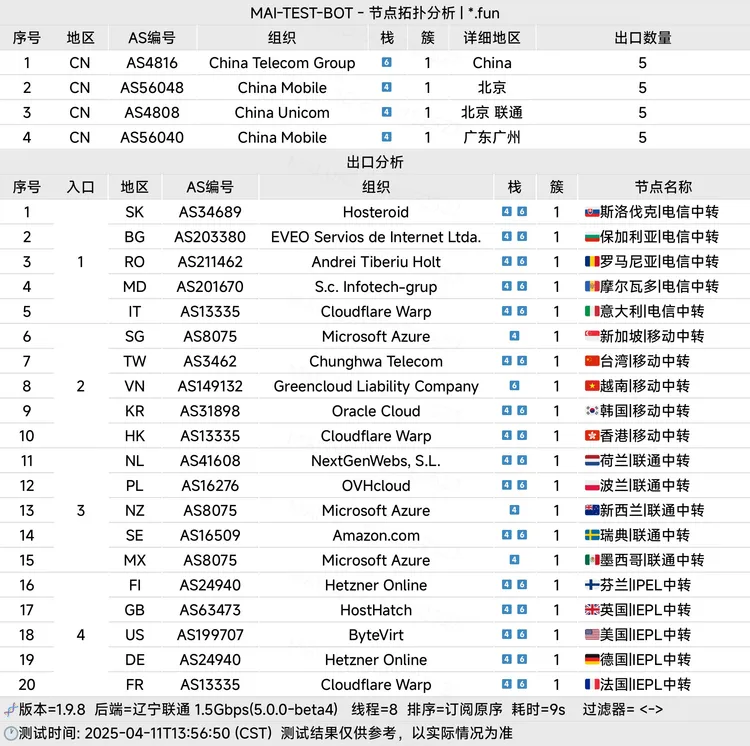 MAI-TEST-BOT - 节点拓扑分析 | *.fun
序号 地区 AS编号 组织 栈 簇 详细地区 出口数量
1 CN AS4816 China Telecom Group 6 1 China 5
2 CN AS56048 China Mobile 4 1 北京 5
3 CN AS4808 China Unicom 4 1 北京 联通 5
4 CN AS56040 China Mobile 4 1 广东广州 5
出口分析
序号 入口 地区 AS编号 组织 栈 簇 节点名称
1 SK AS34689 Hosteroid 4 6 1 斯洛伐克|电信中转
2 BG AS203380 EVEO Servios de Internet Ltda. 4 6 1 保加利亚|电信中转
3 1 RO AS211462 Andrei Tiberiu Holt 4 6 1 罗马尼亚|电信中转
4 MD AS201670 S.c. Infotech-grup 4 6 1 摩尔瓦多|电信中转
5 IT AS13335 Cloudflare Warp 4 6 1 意大利|电信中转
6 SG AS8075 Microsoft Azure 4 1 新加坡|移动中转
7 TW AS3462 Chunghwa Telecom 4 6 1 台湾|移动中转
8 2 VN AS149132 Greencloud Liability Company 6 1 越南|移动中转
9 KR AS31898 Oracle Cloud 4 6 1 韩国|移动中转
10 HK AS13335 Cloudflare Warp 4 6 1 香港|移动中转
11 NL AS41608 NextGenWebs, S.L. 4 6 1 荷兰|联通中转
12 PL AS16276 OVHcloud 4 6 1 波兰|联通中转
13 3 NZ AS8075 Microsoft Azure 4 1 新西兰|联通中转
14 SE AS16509 Amazon.com 4 6 1 瑞典|联通中转
15 MX AS8075 Microsoft Azure 4 1 墨西哥|联通中转
16 FI AS24940 Hetzner Online 4 6 1 芬兰|IPEL中转
17 GB AS63473 HostHatch 4 6 1 英国|IEPL中转
18 4 US AS199707 ByteVirt 4 6 1 美国|IEPL中转
19 DE AS24940 Hetzner Online 4 6 1 德国|IEPL中转
20 FR AS13335 Cloudflare Warp 4 6 1 法国|IEPL中转
版本=1.9.8 后端=辽宁联通 1.5Gbps(5.0.0-beta4) 线程=8 排序=订阅原序 耗时=9s 过滤器= <->
测试时间: 2025-04-11T13:56:50 (CST) 测试结果仅供参考，以实际情况为准